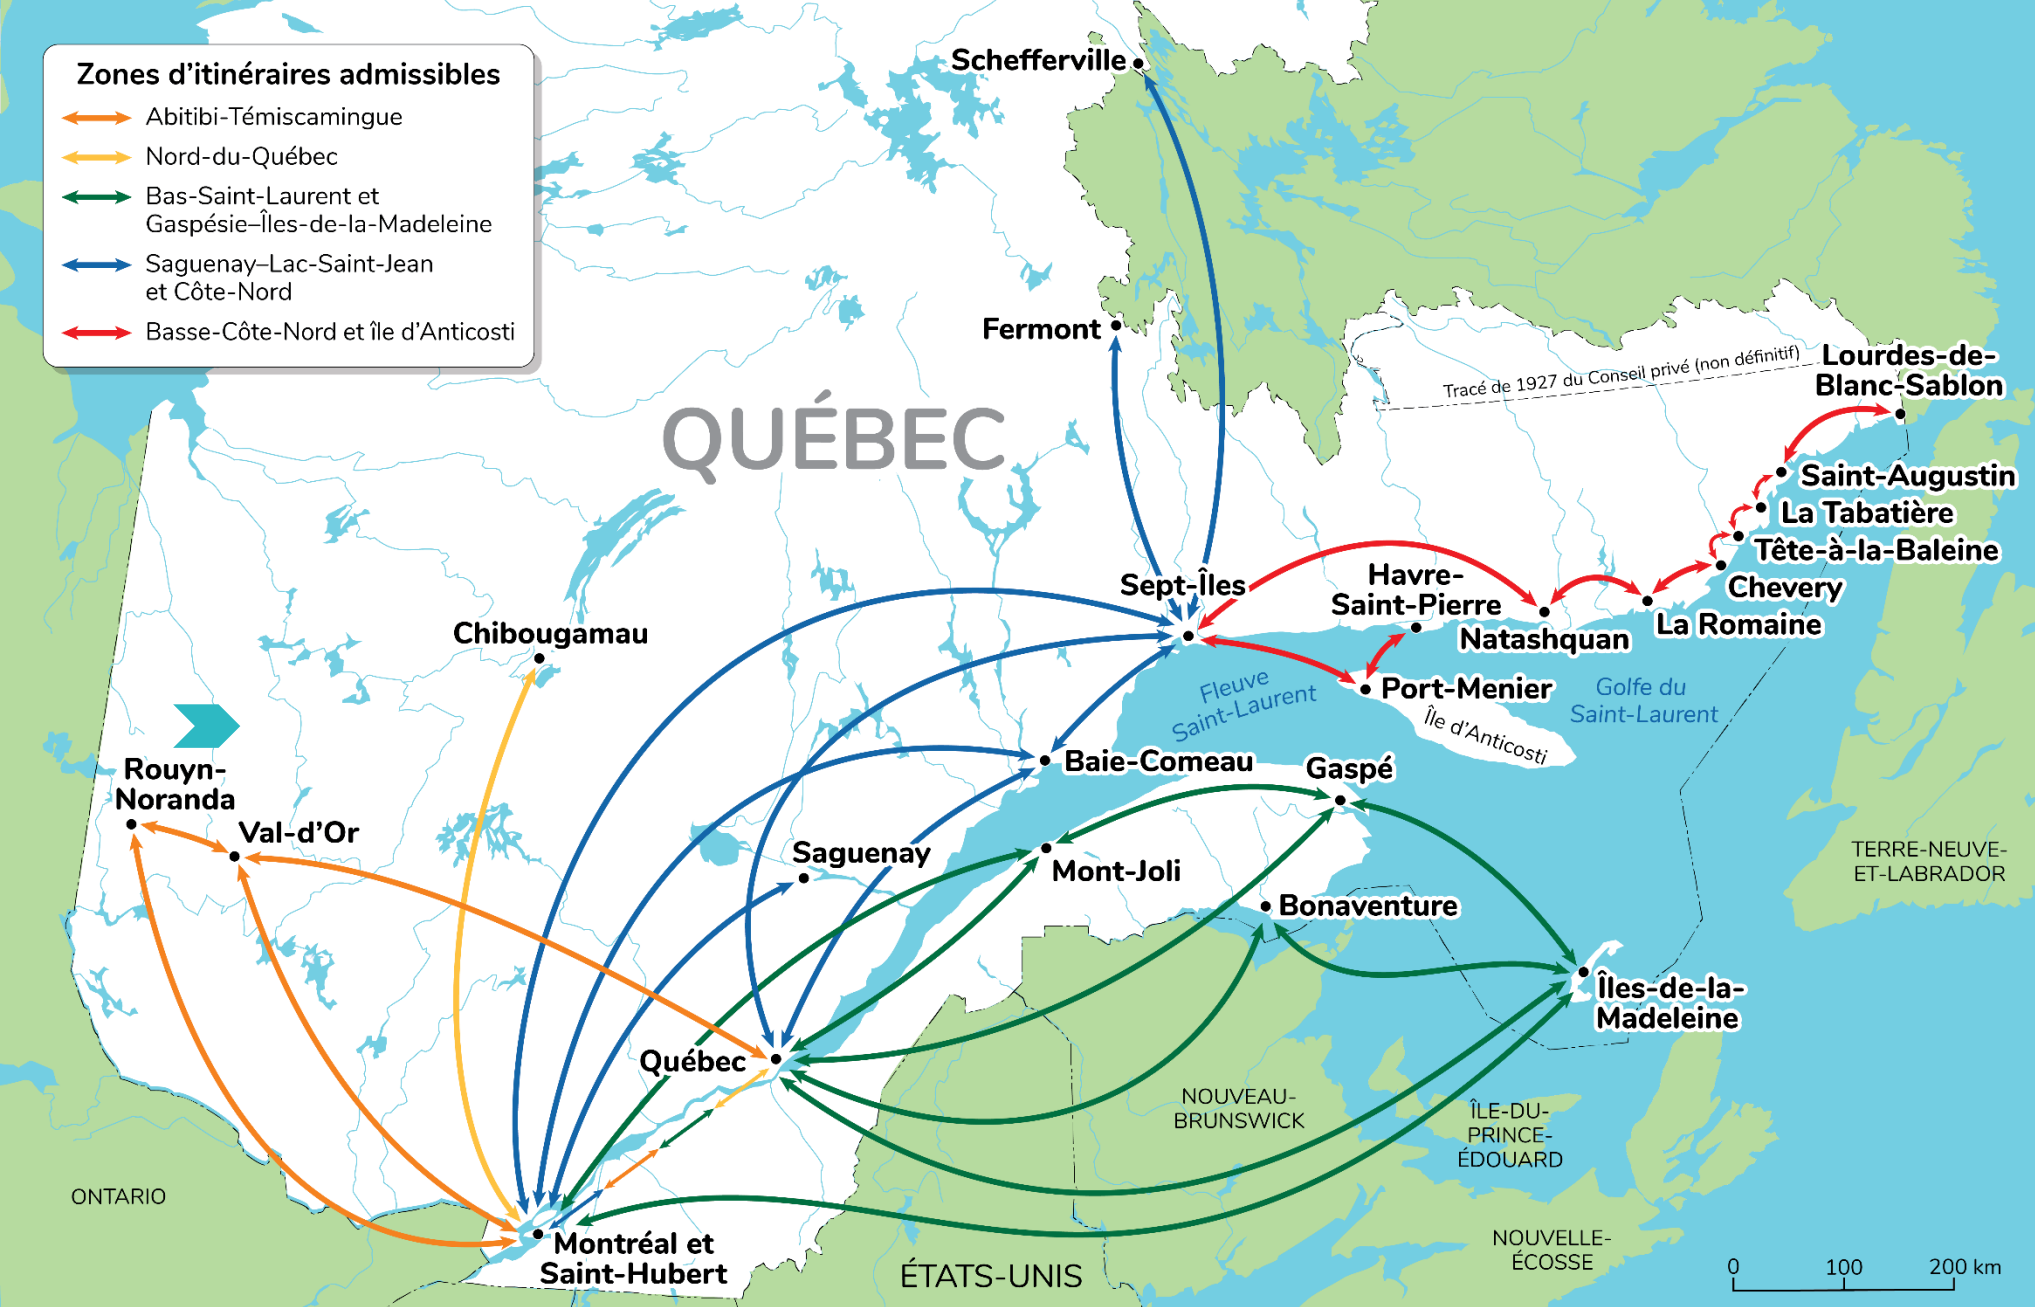 Zones d’itinéraires admissibles
Abitibi-Témiscamingue
Nord-du-Québec
Bas-Saint-Laurent et
Gaspésie–Îles-de-la-Madeleine
Saguenay–Lac-Saint-Jean
et Côte-Nord
Basse-Côte-Nord et île d’Anticosti
Schefferville
Fermont
QUÉBEC
Tracé de 1927 du Conseil privé (non définitif)
Lourdes-de-
Blanc-Sablon
Saint-Augustin
La Tabatière
Tête-à-la-Baleine
Chevery
La Romaine
Natashquan
Havre-
Saint-Pierre
Sept-Îles
Port-Menier
Île d’Anticosti
Fleuve
Saint-Laurent
Golfe du
Saint-Laurent
Chibougamau
Rouyn-
Noranda
Val-d’Or
Baie-Comeau
Gaspé
Saguenay
Mont-Joli
Bonaventure
Îles-de-la-
Madeleine
TERRE-NEUVE-
ET-LABRADOR
Québec
NOUVEAU-
BRUNSWICK
ÎLE-DU-
PRINCE-
ÉDOUARD
ONTARIO
Montréal et
Saint-Hubert
ÉTATS-UNIS
NOUVELLE-
ÉCOSSE
0 100 200 km